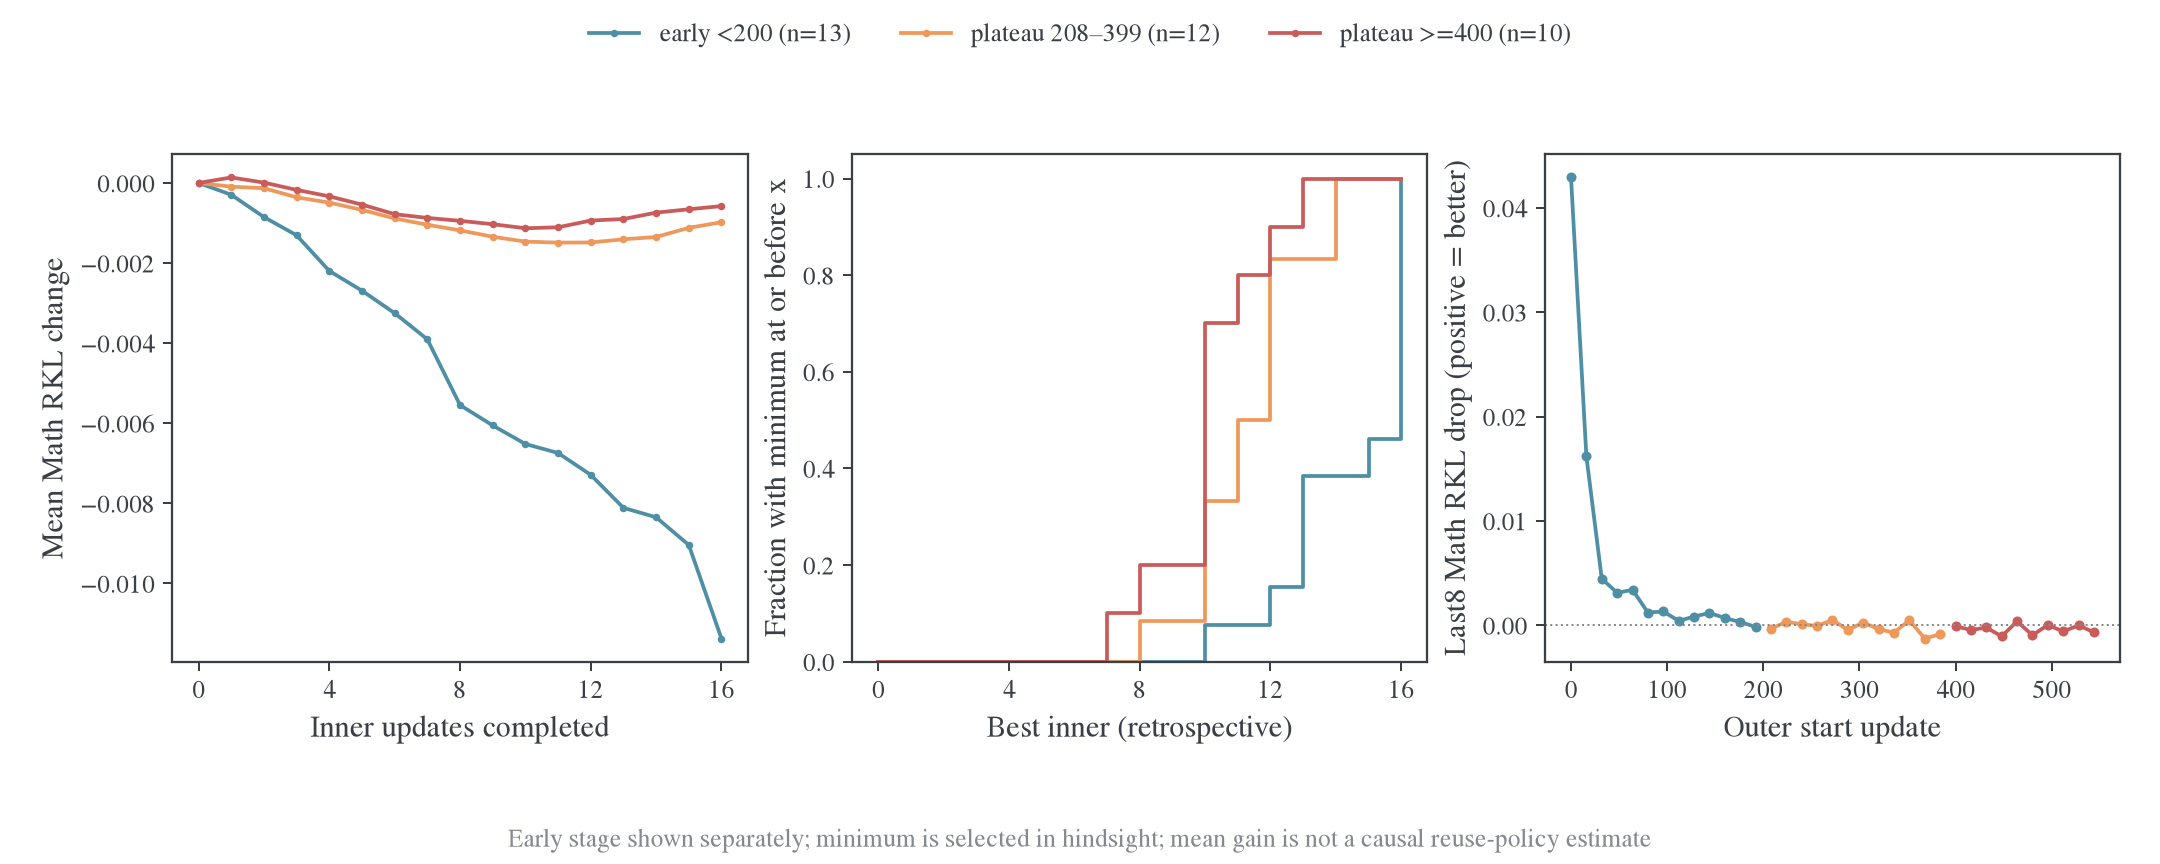 early <200 (n=13)
plateau 208–399 (n=12)
plateau >=400 (n=10)
Mean Math RKL change
0.000
−0.002
−0.004
−0.006
−0.008
−0.010
0 4 8 12 16
Inner updates completed
Fraction with minimum at or before x
1.0
0.8
0.6
0.4
0.2
0.0
0 4 8 12 16
Best inner (retrospective)
Last8 Math RKL drop (positive = better)
0.04
0.03
0.02
0.01
0.00
0 100 200 300 400 500
Outer start update
Early stage shown separately; minimum is selected in hindsight; mean gain is not a causal reuse-policy estimate